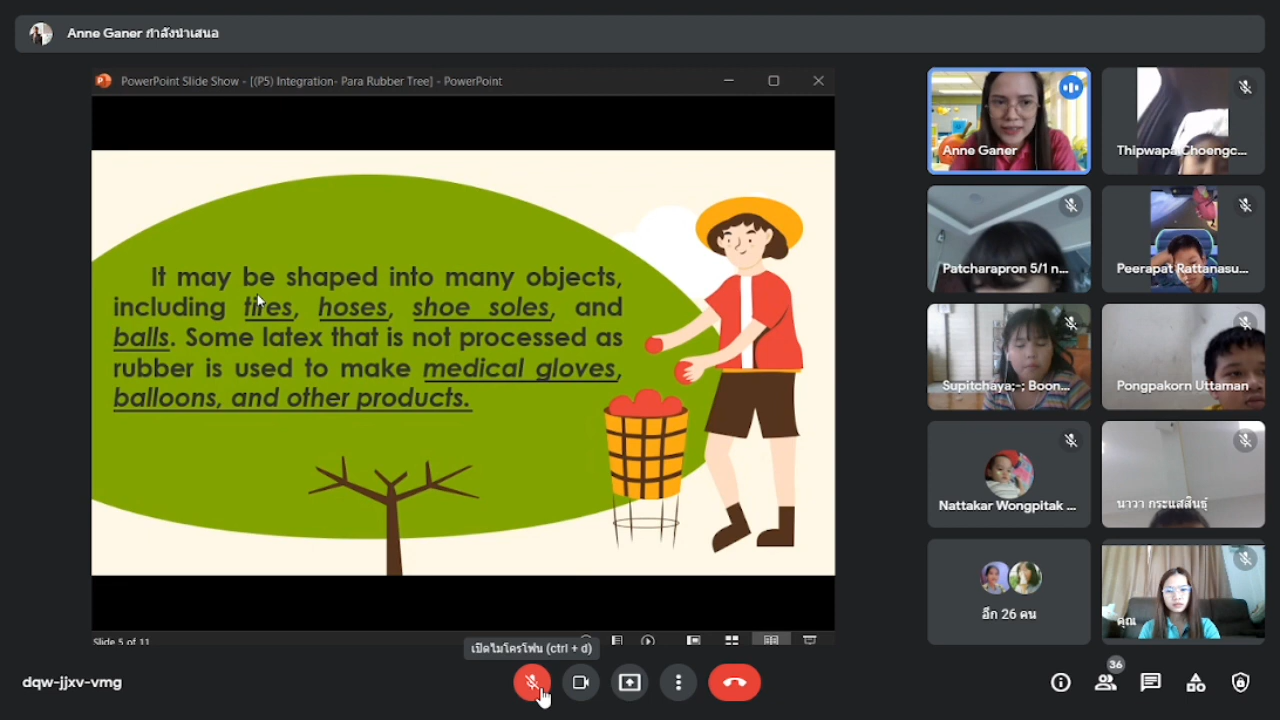 Anne Ganer กำลังนำเสนอ
PowerPoint Slide Show - [(P5) Integration- Para Rubber Tree] - PowerPoint
It may be shaped into many objects,
including tires, hoses, shoe soles, and
balls. Some latex that is not processed as
rubber is used to make medical gloves,
balloons, and other products.
Slide 5 of 11
Anne Ganer
Thipwapa Choengc...
Patcharapron 5/1 n...
Peerapat Rattanasu...
Supitchaya;-; Boon...
Pongpakorn Uttaman
Nattakar Wongpitak ...
นาวา กระแสสินธุ์
อีก 26 คน
คุณ
เปิดไมโครโฟน (ctrl + d)
dqw-jjxv-vmg
36